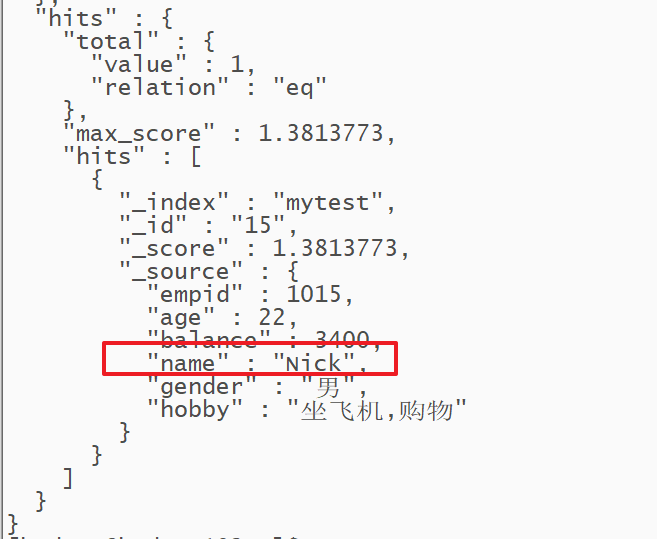 },
"hits" : {
"total" : {
"value" : 1,
"relation" : "eq"
},
"max_score" : 1.3813773,
"hits" : [
{
"_index" : "mytest",
"_id" : "15",
"_score" : 1.3813773,
"_source" : {
"empid" : 1015,
"age" : 22,
"balance" : 3400,
"name" : "Nick",
"gender" : "男",
"hobby" : "坐飞机,购物"
}
}
]
}
}